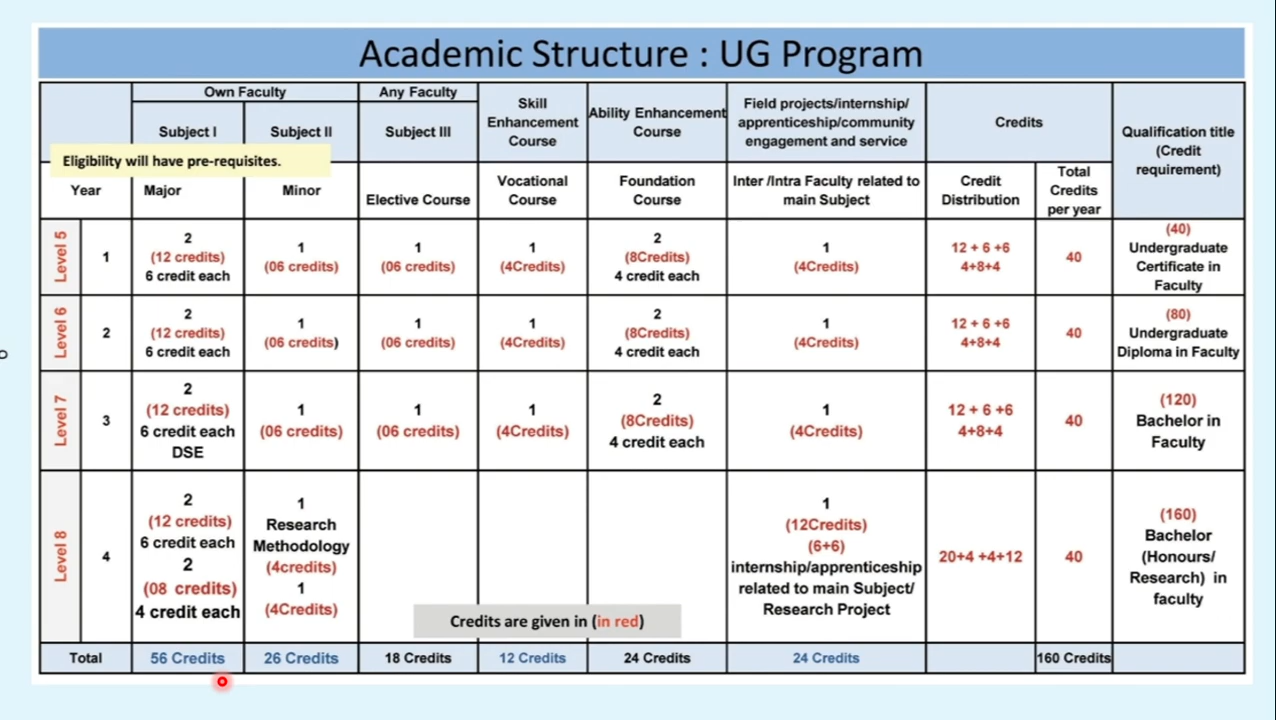 Academic Structure : UG Program
Own Faculty
Any Faculty
Skill
Enhancement
Course
Ability Enhancement
Course
Field projects/internship/
apprenticeship/community
engagement and service
Credits
Qualification title
(Credit
requirement)
Subject I
Subject II
Subject III
Eligibility will have pre-requisites.
Year
Major
Minor
Elective Course
Vocational
Course
Foundation
Course
Inter /Intra Faculty related to
main Subject
Credit
Distribution
Total
Credits
per year
Level 5
1
2
(12 credits)
6 credit each
1
(06 credits)
1
(06 credits)
1
(4Credits)
2
(8Credits)
4 credit each
1
(4Credits)
12 + 6 +6
4+8+4
40
(40)
Undergraduate
Certificate in
Faculty
Level 6
2
2
(12 credits)
6 credit each
1
(06 credits)
1
(06 credits)
1
(4Credits)
2
(8Credits)
4 credit each
1
(4Credits)
12 + 6 +6
4+8+4
40
(80)
Undergraduate
Diploma in Faculty
Level 7
3
2
(12 credits)
6 credit each
DSE
1
(06 credits)
1
(06 credits)
1
(4Credits)
2
(8Credits)
4 credit each
1
(4Credits)
12 + 6 +6
4+8+4
40
(120)
Bachelor in
Faculty
Level 8
4
2
(12 credits)
6 credit each
2
(08 credits)
4 credit each
1
Research
Methodology
(4credits)
1
(4Credits)
1
(12Credits)
(6+6)
internship/apprenticeship
related to main Subject/
Research Project
20+4 +4+12
40
(160)
Bachelor
(Honours/
Research) in
faculty
Credits are given in (in red)
Total
56 Credits
26 Credits
18 Credits
12 Credits
24 Credits
24 Credits
160 Credits